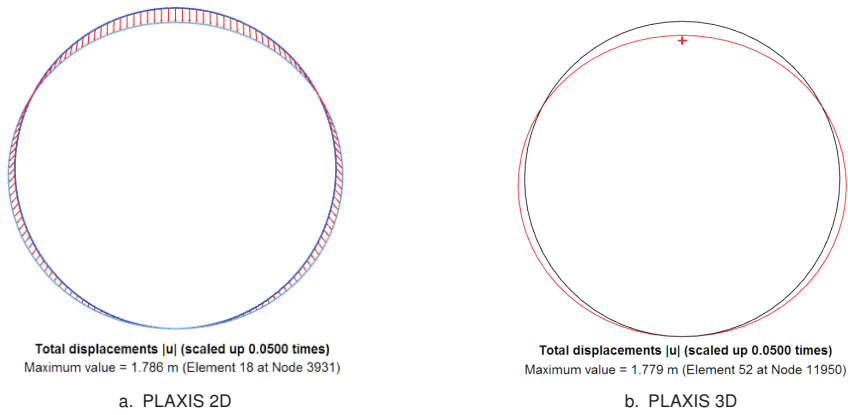 Total displacements |u| (scaled up 0.0500 times)
Maximum value = 1.786 m (Element 18 at Node 3931)
a. PLAXIS 2D
Total displacements |u| (scaled up 0.0500 times)
Maximum value = 1.779 m (Element 52 at Node 11950)
b. PLAXIS 3D